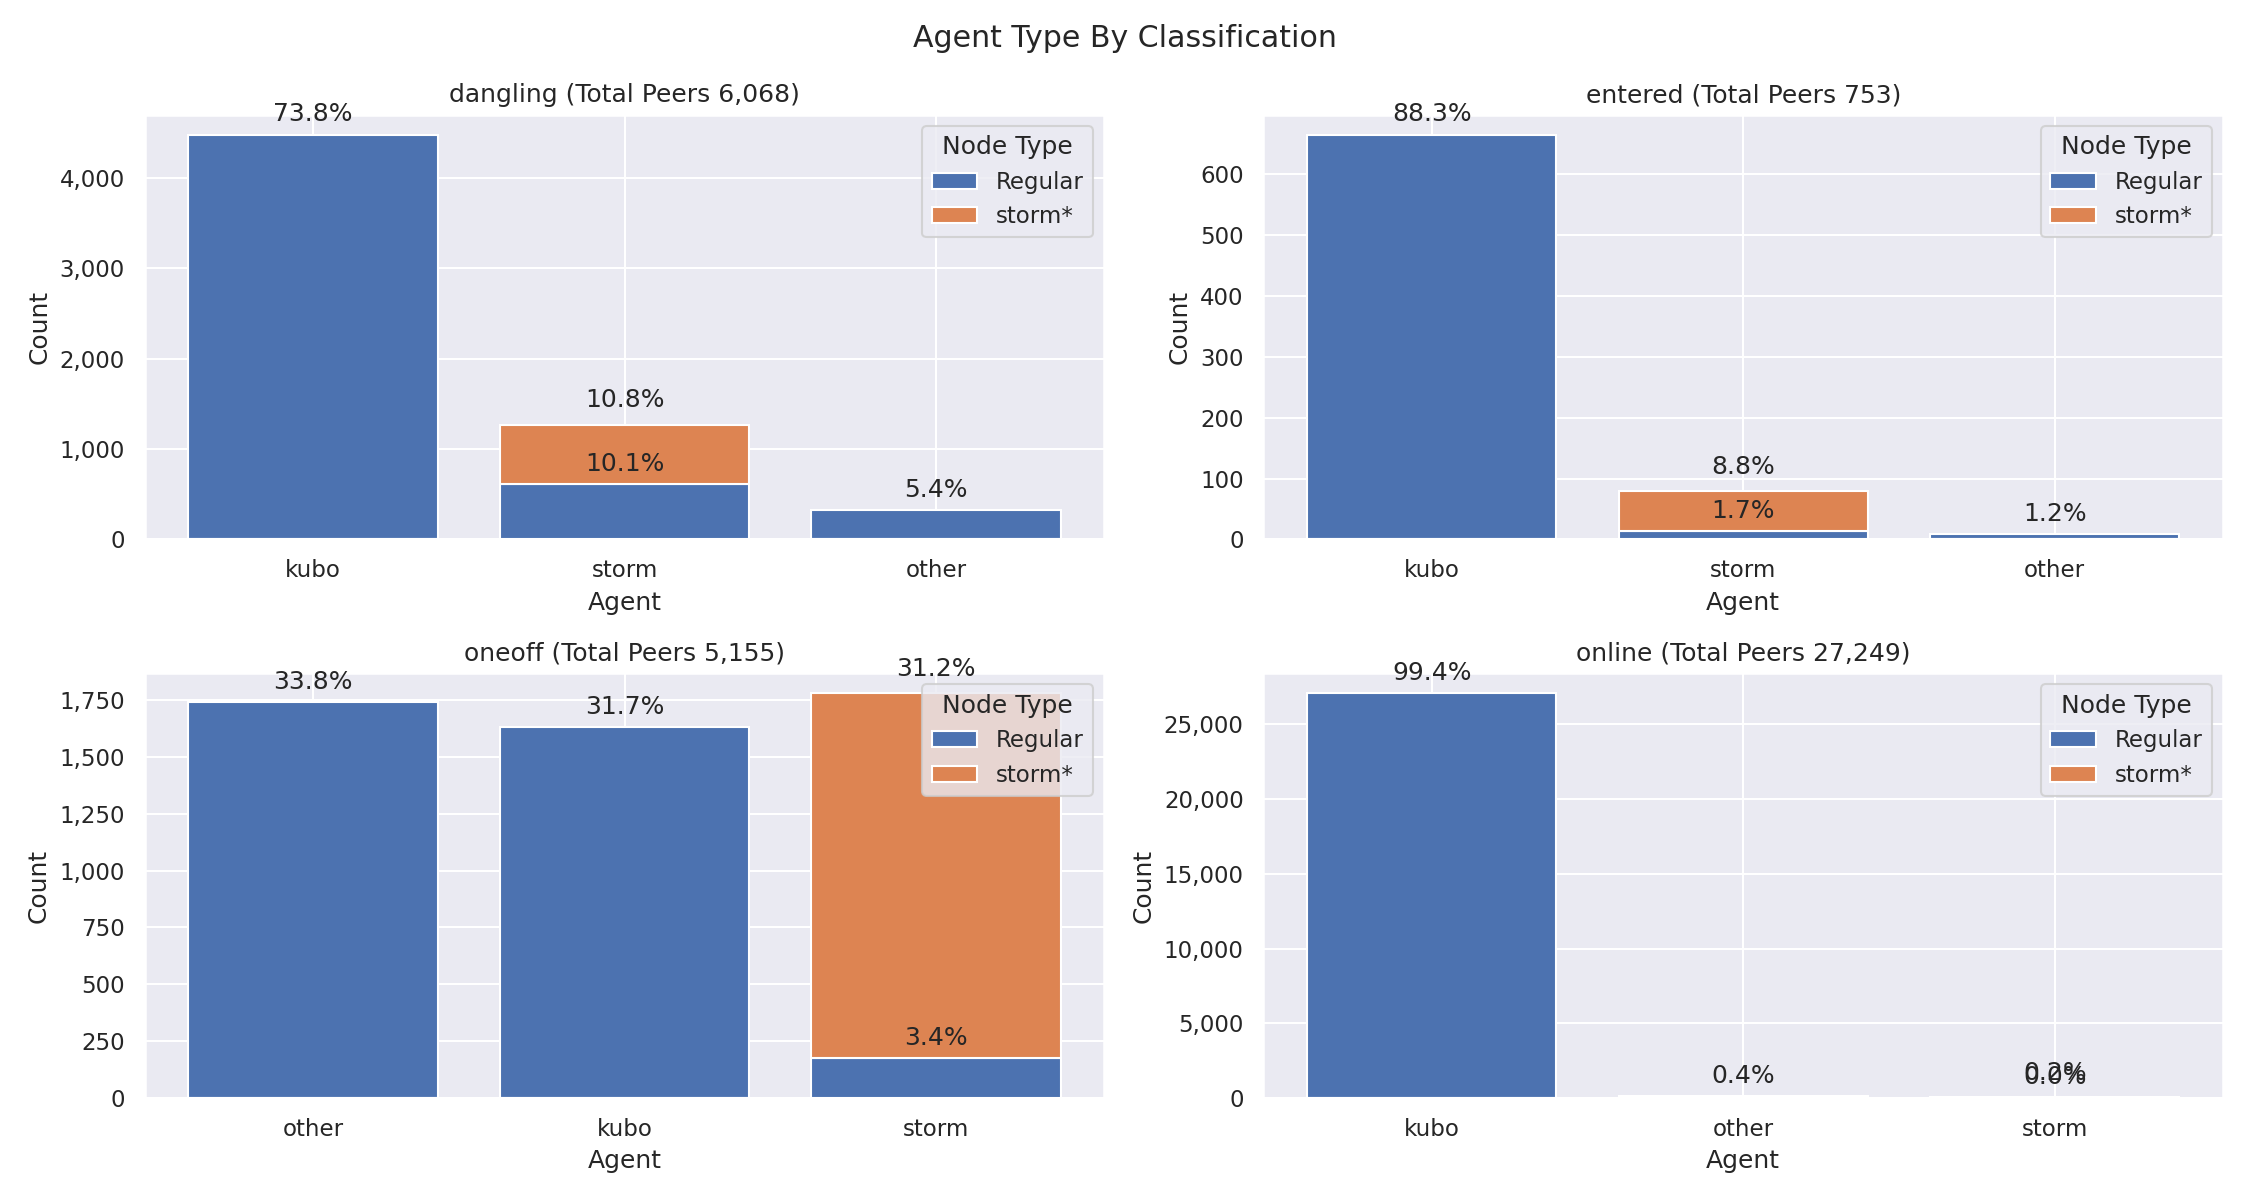 Agent Type By Classification
dangling (Total Peers 6,068)
73.8%
10.8%
10.1%
5.4%
Node Type
Regular
storm*
4,000
3,000
2,000
1,000
0
Count
kubo
storm
other
Agent
entered (Total Peers 753)
88.3%
8.8%
1.7%
1.2%
Node Type
Regular
storm*
600
500
400
300
200
100
0
Count
kubo
storm
other
Agent
oneoff (Total Peers 5,155)
33.8%
31.7%
31.2%
3.4%
Node Type
Regular
storm*
1,750
1,500
1,250
1,000
750
500
250
0
Count
other
kubo
storm
Agent
online (Total Peers 27,249)
99.4%
0.4%
0.2%
0.0%
Node Type
Regular
storm*
25,000
20,000
15,000
10,000
5,000
0
Count
kubo
other
storm
Agent